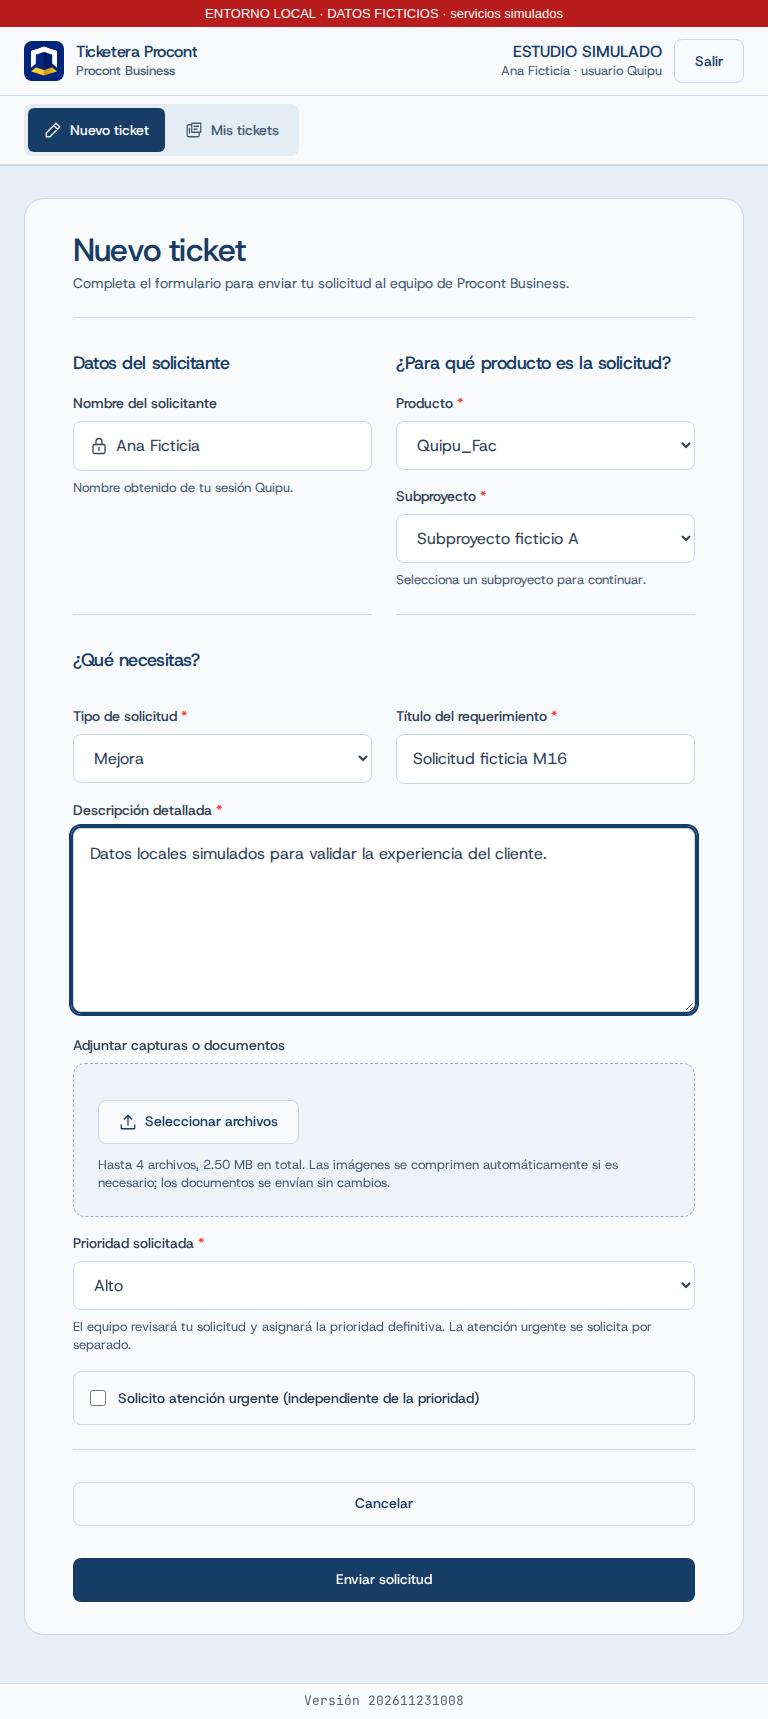 ENTORNO LOCAL · DATOS FICTICIOS · servicios simulados
Ticketera Procont
Procont Business
ESTUDIO SIMULADO
Ana Ficticia · usuario Quipu
Salir
Nuevo ticket
Mis tickets
Nuevo ticket
Completa el formulario para enviar tu solicitud al equipo de Procont Business.
Datos del solicitante
Nombre del solicitante
Ana Ficticia
Nombre obtenido de tu sesión Quipu.
¿Para qué producto es la solicitud?
Producto *
Quipu_Fac
Subproyecto *
Subproyecto ficticio A
Selecciona un subproyecto para continuar.
¿Qué necesitas?
Tipo de solicitud *
Mejora
Título del requerimiento *
Solicitud ficticia M16
Descripción detallada *
Datos locales simulados para validar la experiencia del cliente.
Adjuntar capturas o documentos
Seleccionar archivos
Hasta 4 archivos, 2.50 MB en total. Las imágenes se comprimen automáticamente si es
necesario; los documentos se envían sin cambios.
Prioridad solicitada *
Alto
El equipo revisará tu solicitud y asignará la prioridad definitiva. La atención urgente se solicita por
separado.
Solicito atención urgente (independiente de la prioridad)
Cancelar
Enviar solicitud
Versión 202611231008